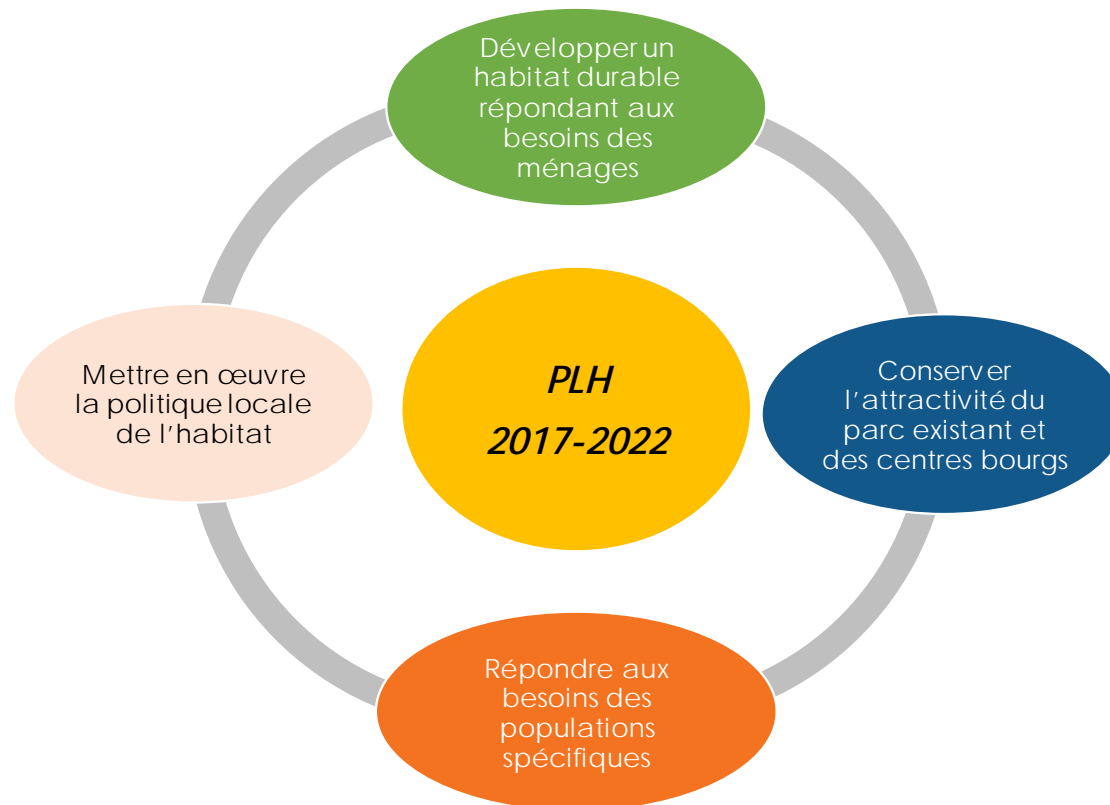 Développer un
habitat durable
répondant aux
besoins des
ménages
Mettre en œuvre
la politique locale
de l'habitat
PLH
2017-2022
Conserver
l'attractivité du
parc existant et
des centres bourgs
Répondre aux
besoins des
populations
spécifiques